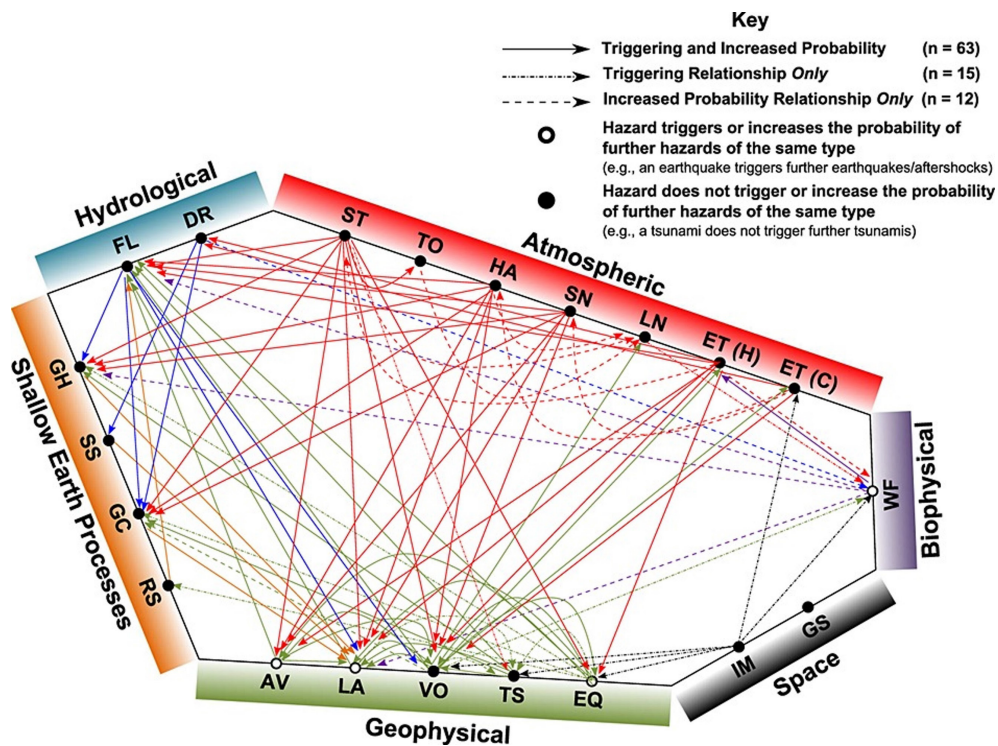 Key
Triggering and Increased Probability (n = 63)
Triggering Relationship Only (n = 15)
Increased Probability Relationship Only (n = 12)
Hazard triggers or increases the probability of
further hazards of the same type
(e.g., an earthquake triggers further earthquakes/aftershocks)
Hazard does not trigger or increase the probability
of further hazards of the same type
(e.g., a tsunami does not trigger further tsunamis)
Hydrological
FL
DR
Atmospheric
ST
TO
HA
SN
LN
ET (H)
ET (C)
Biophysical
WF
Space
GS
IM
Geophysical
AV
LA
VO
TS
EQ
Shallow Earth Processes
GH
SS
GC
RS